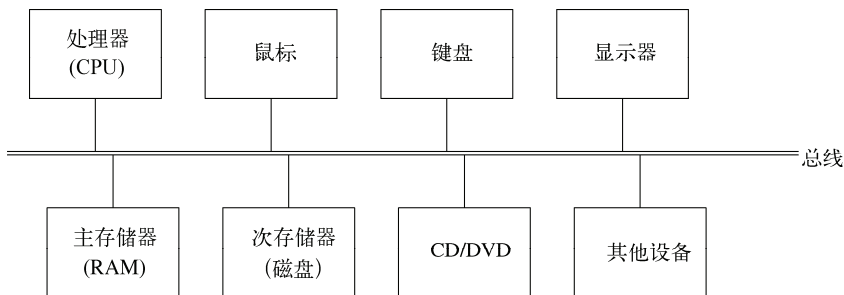 处理器
(CPU)
鼠标
键盘
显示器
总线
主存储器
(RAM)
次存储器
(磁盘)
CD/DVD
其他设备